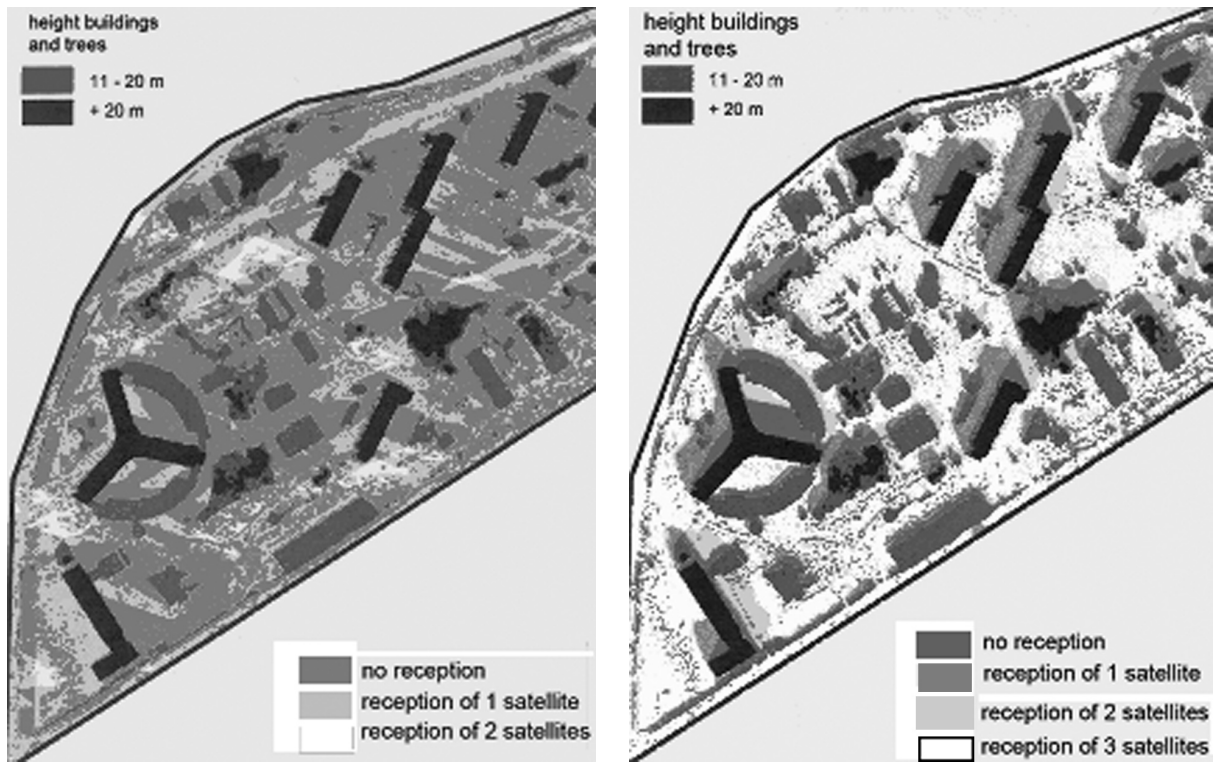 height buildings
and trees
11 - 20 m
+ 20 m
no reception
reception of 1 satellite
reception of 2 satellites
height buildings
and trees
11 - 20 m
+ 20 m
no reception
reception of 1 satellite
reception of 2 satellites
reception of 3 satellites